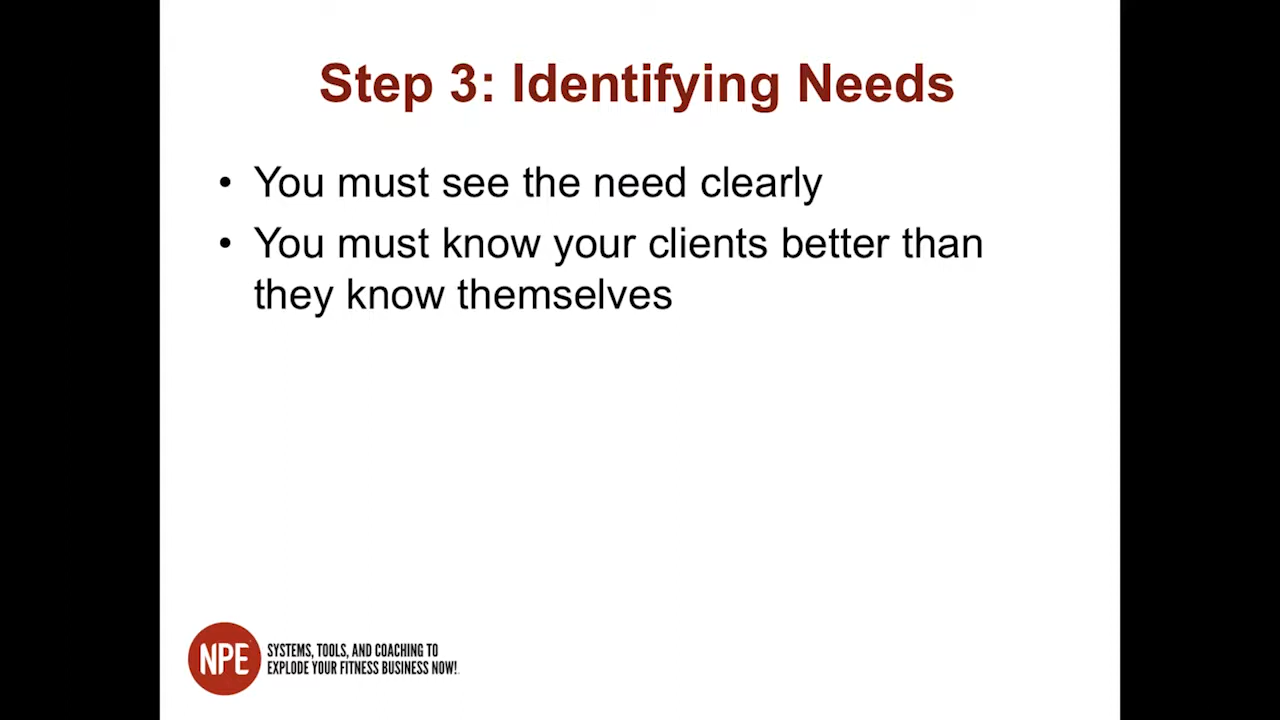 Step 3: Identifying Needs
• You must see the need clearly
• You must know your clients better than
they know themselves
NPE
SYSTEMS, TOOLS, AND COACHING TO
EXPLODE YOUR FITNESS BUSINESS NOW!